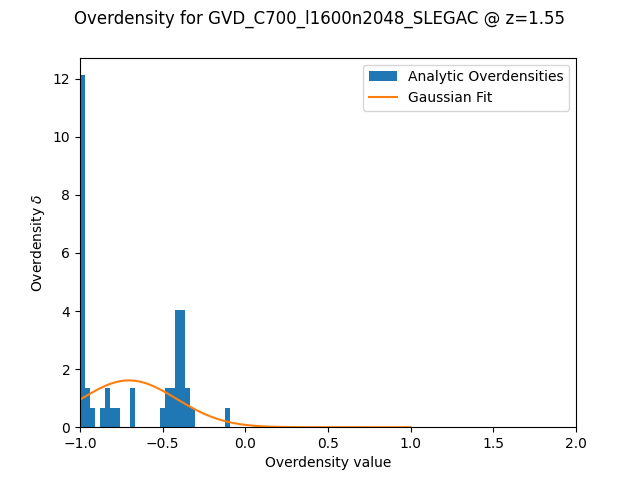 Overdensity for GVD_C700_l1600n2048_SLEGAC @ z=1.55
Analytic Overdensities
Gaussian Fit
Overdensity δ
12
10
8
6
4
2
0
−1.0
−0.5
0.0
0.5
1.0
1.5
2.0
Overdensity value